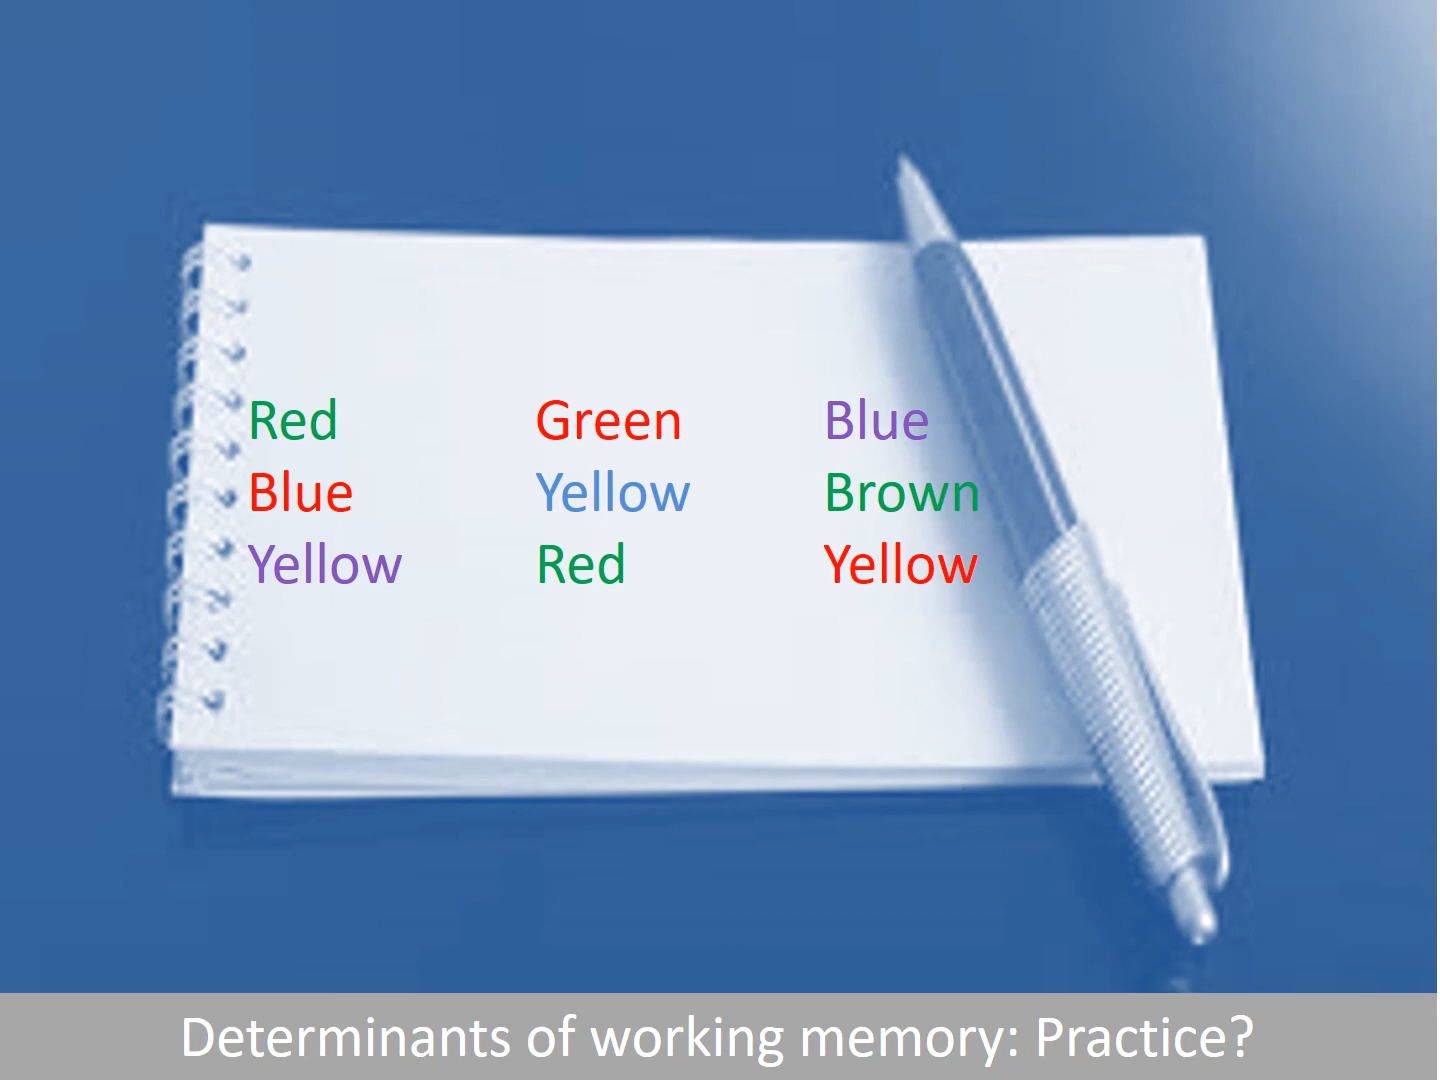 Red Green Blue
Blue Yellow Brown
Yellow Red Yellow
Determinants of working memory: Practice?